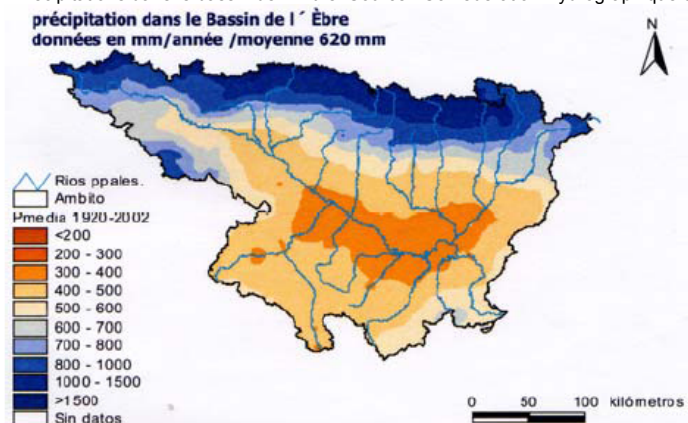 précipitation dans le Bassin de l´ Èbre
données en mm/année /moyenne 620 mm
N
Rios ppales.
Ambito
Pmedia 1920-2002
<200
200 - 300
300 - 400
400 - 500
500 - 600
600 - 700
700 - 800
800 - 1000
1000 - 1500
>1500
Sin datos
0 50 100 kilómetros